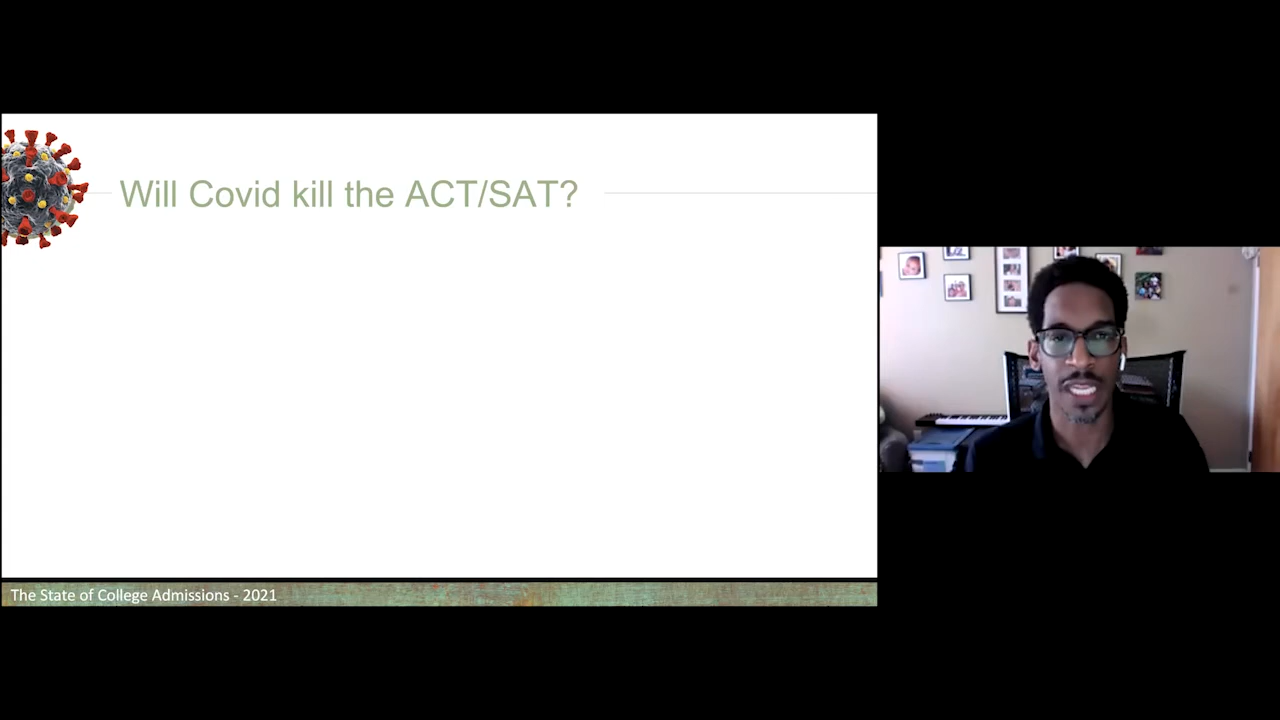 Will Covid kill the ACT/SAT?
The State of College Admissions - 2021